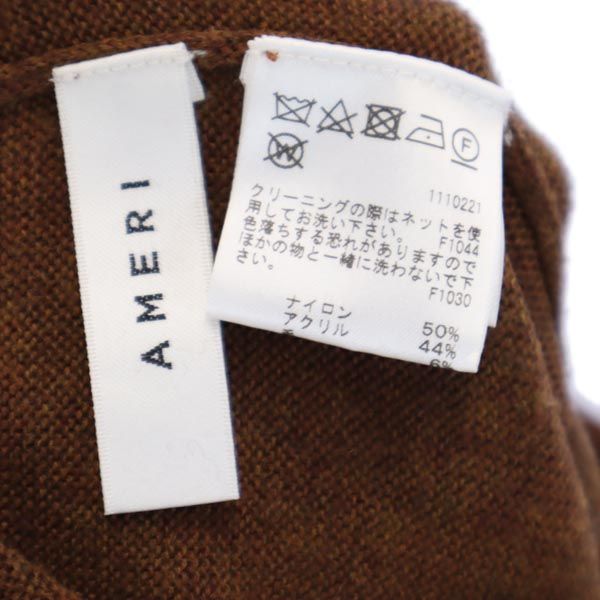 AMERI
F
W
1110221
クリーニングの際はネットを使
用してお洗い下さい。 F1044
色落ちする恐れがありますので
ほかの物と一緒に洗わないで下
さい。 F1030
ナイロン 50%
アクリル 44%
6%